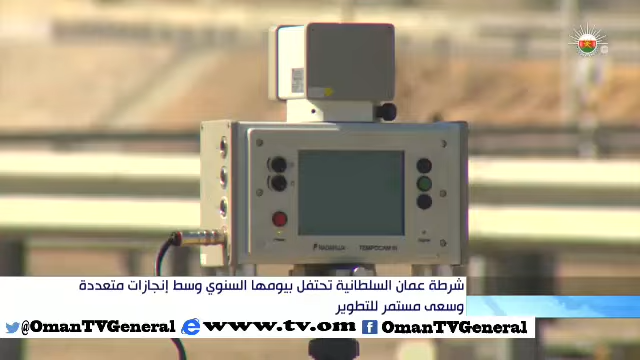 شرطة عمان السلطانية تحتفل بيومها السنوي وسط إنجازات متعددة
وسعى مستمر للتطوير
@OmanTVGeneral www.tv.om OmanTVGeneral